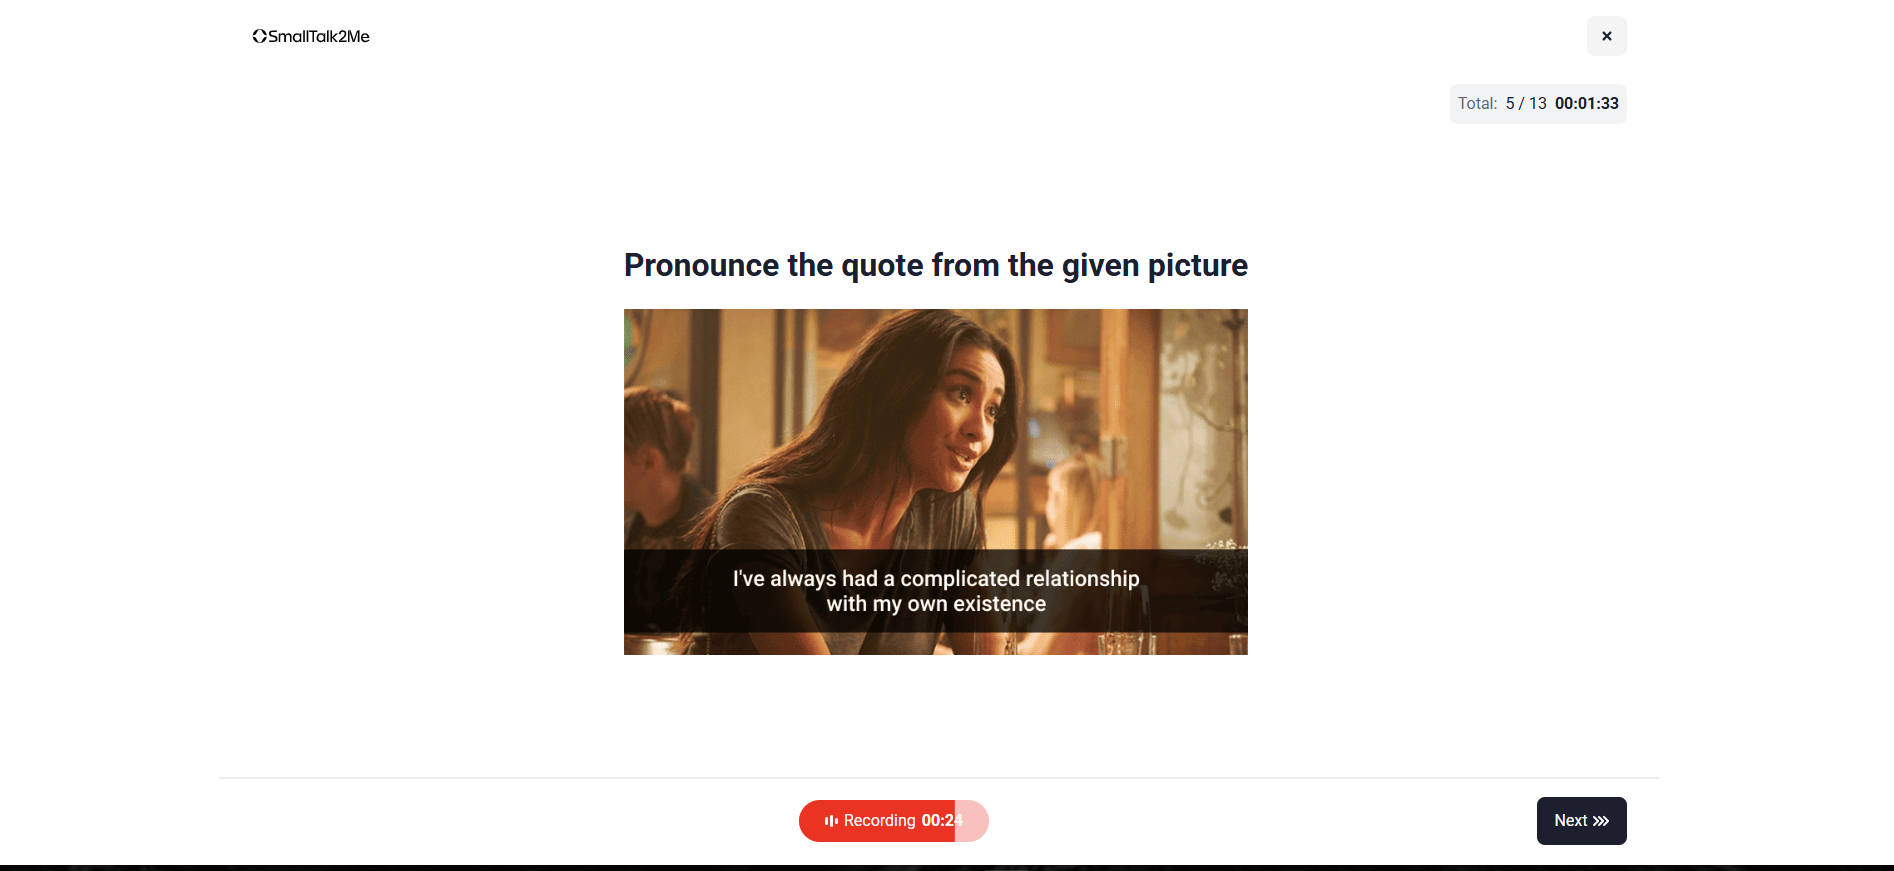 SmallTalk2Me
Total: 5 / 13 00:01:33
Pronounce the quote from the given picture
I've always had a complicated relationship
with my own existence
Recording 00:24
Next